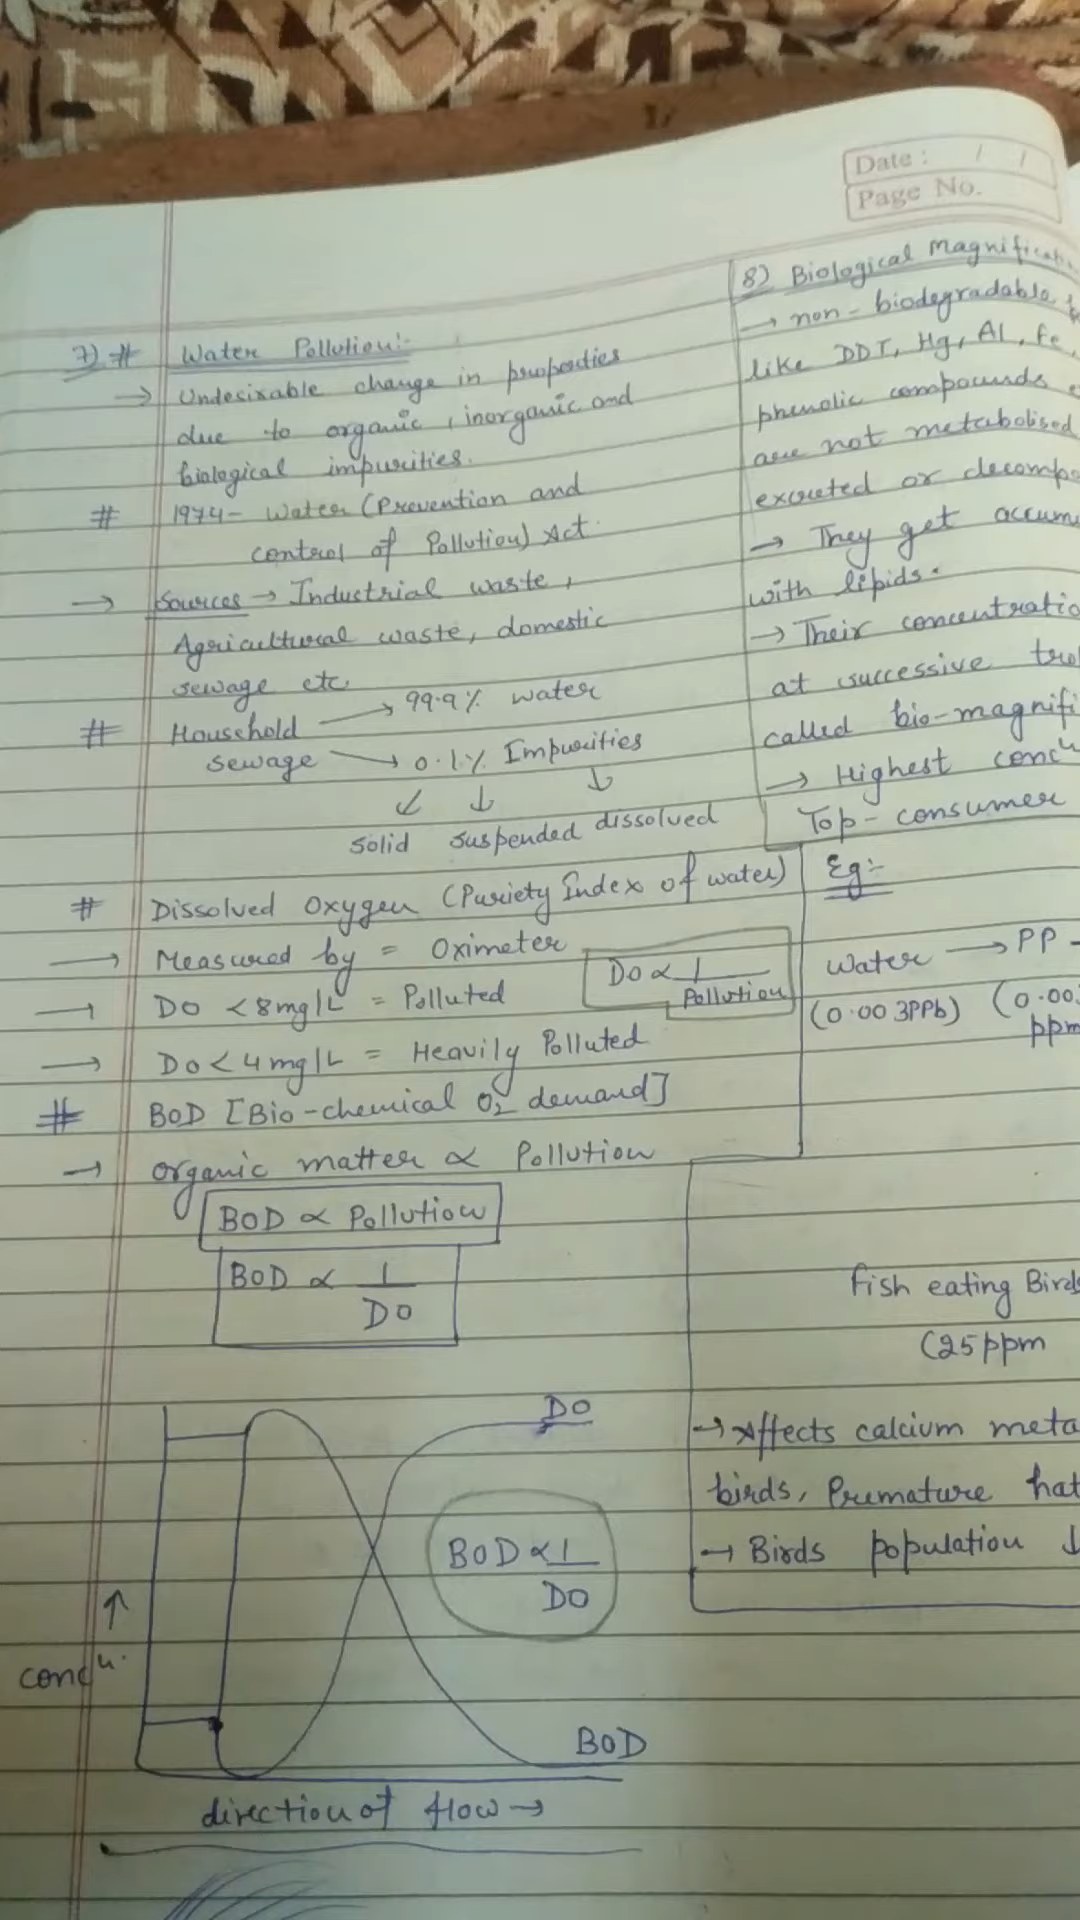 Date : / /
Page No.
7) # Water Pollution:-
→ Undesirable change in properties
due to organic, inorganic and
biological impurities.
# 1974- Water (Prevention and
control of Pollution) Act.
→ Sources → Industrial waste,
Agricultural waste, domestic
sewage etc
# Household → 99.9% water
sewage → 0.1% Impurities
↙ ↓ ↓
solid suspended dissolved
# Dissolved Oxygen (Puriety Index of water)
→ Measured by = Oximeter
→ DO < 8mg/L = Polluted
DO ∝ 1/Pollution
→ DO < 4mg/L = Heavily Polluted
# BOD [Bio-chemical O2 demand]
→ organic matter ∝ Pollution
BOD ∝ Pollution
BOD ∝ 1/DO
DO
BOD ∝ 1/DO
↑
concn.
BOD
direction of flow →
8) Biological Magnificati
→ non-biodegradable
like DDT, Hg, Al, Fe,
phenolic compounds
are not metabolised
excreted or decompo
→ They get accum
with lipids.
→ Their concentratio
at successive tro
called bio-magnifi
→ Highest concn
Top-consumer
Eg:-
Water → PP -
(0.003PPb) (0.00
ppm
Fish eating Birds
(25ppm
→ Affects calcium meta
birds, Premature hat
→ Birds population ↓